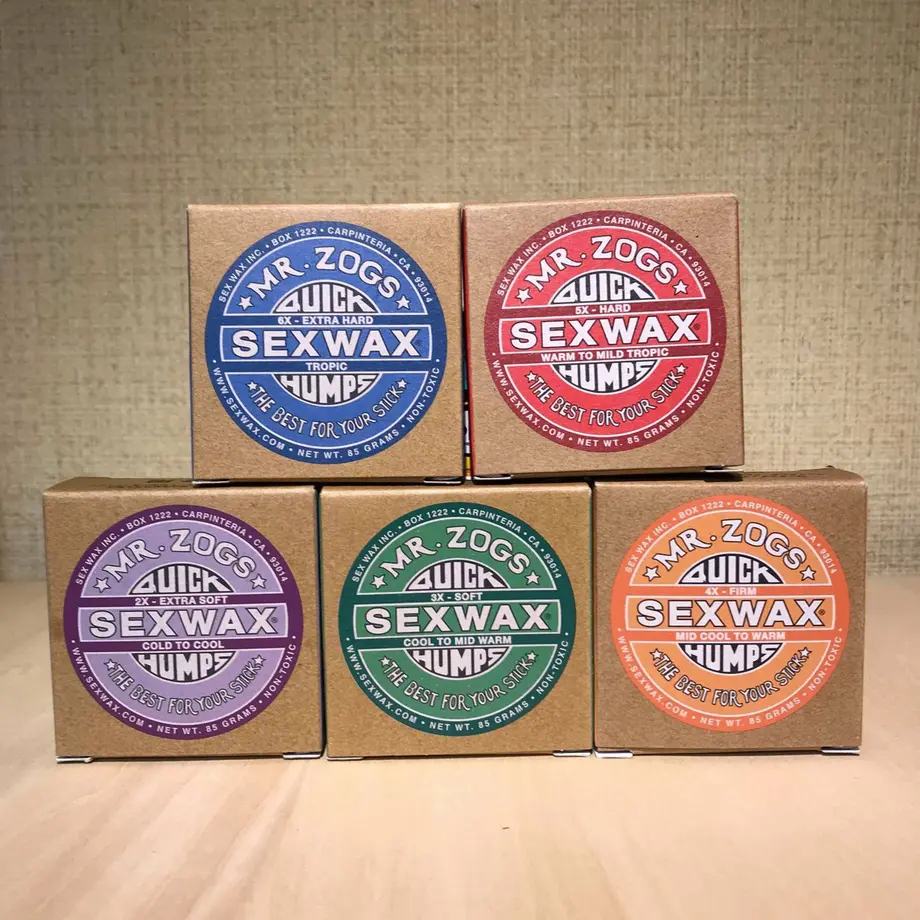 SEX WAX INC. • BOX 1222 • CARPINTERIA • CA • 93014
MR. ZOGS
QUICK
6X - EXTRA HARD
SEXWAX®
TROPIC
HUMPS
THE BEST FOR YOUR STICK
WWW.SEXWAX.COM • NET WT. 85 GRAMS • NON-TOXIC
SEX WAX INC. • BOX 1222 • CARPINTERIA • CA • 93014
MR. ZOGS
QUICK
5X - HARD
SEXWAX®
WARM TO MILD TROPIC
HUMPS
THE BEST FOR YOUR STICK
WWW.SEXWAX.COM • NET WT. 85 GRAMS • NON-TOXIC
SEX WAX INC. • BOX 1222 • CARPINTERIA • CA • 93014
MR. ZOGS
QUICK
2X - EXTRA SOFT
SEXWAX®
COLD TO COOL
HUMPS
THE BEST FOR YOUR STICK
WWW.SEXWAX.COM • NET WT. 85 GRAMS • NON-TOXIC
SEX WAX INC. • BOX 1222 • CARPINTERIA • CA • 93014
MR. ZOGS
QUICK
3X - SOFT
SEXWAX®
COOL TO MID WARM
HUMPS
THE BEST FOR YOUR STICK
WWW.SEXWAX.COM • NET WT. 85 GRAMS • NON-TOXIC
SEX WAX INC. • BOX 1222 • CARPINTERIA • CA • 93014
MR. ZOGS
QUICK
4X - FIRM
SEXWAX®
MID COOL TO WARM
HUMPS
THE BEST FOR YOUR STICK
WWW.SEXWAX.COM • NET WT. 85 GRAMS • NON-TOXIC